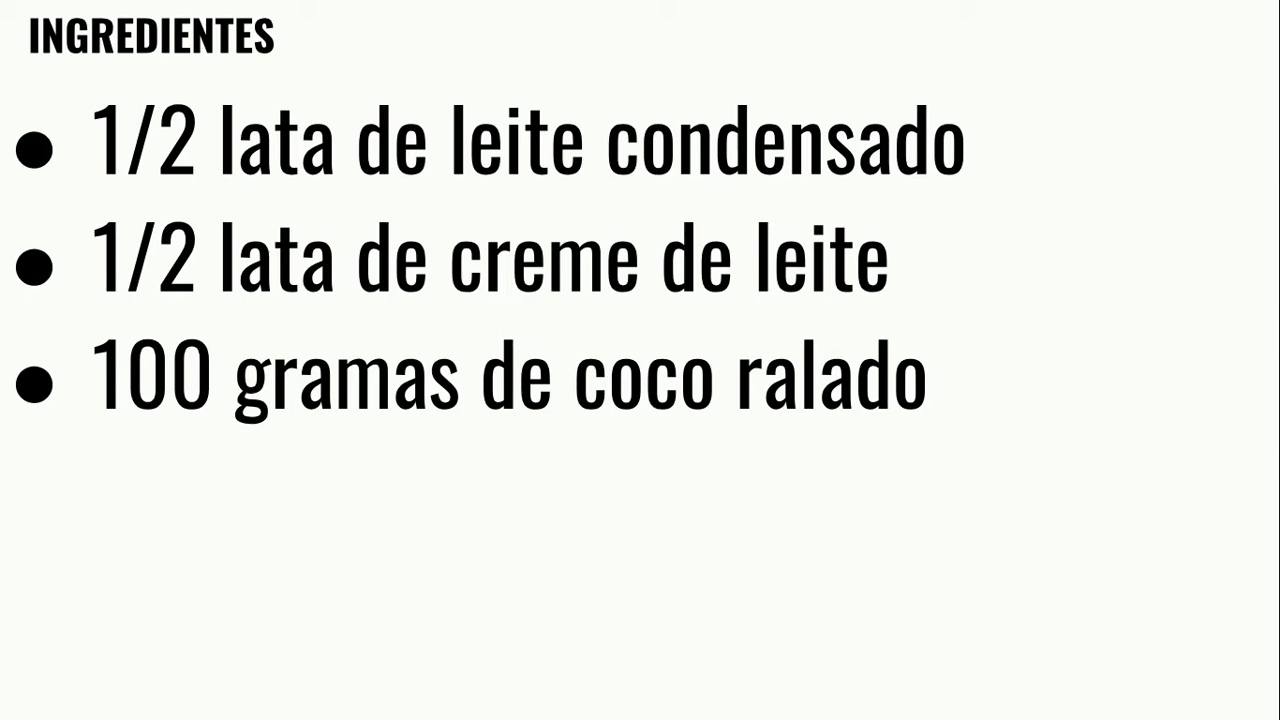 INGREDIENTES
● 1/2 lata de leite condensado
● 1/2 lata de creme de leite
● 100 gramas de coco ralado